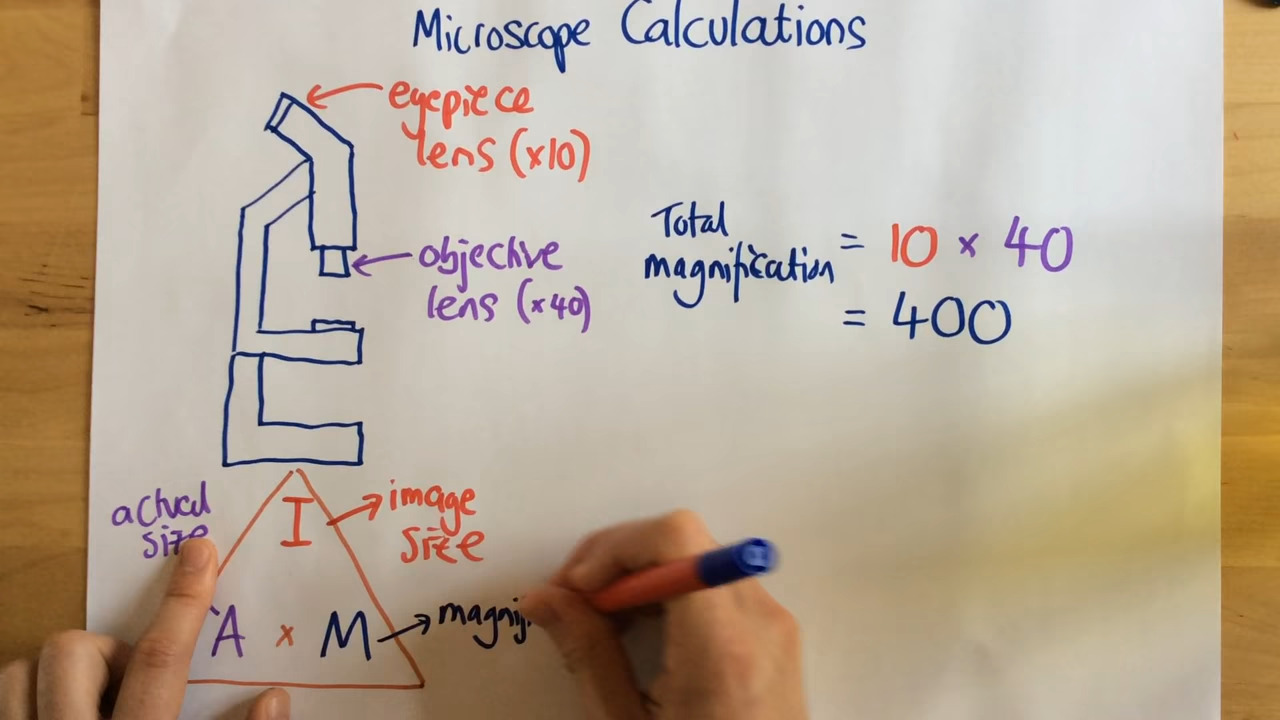 Microscope Calculations
eyepiece
lens (x10)
objective
lens (x40)
Total
magnification = 10 × 40
= 400
actual
size
I
image
size
A × M